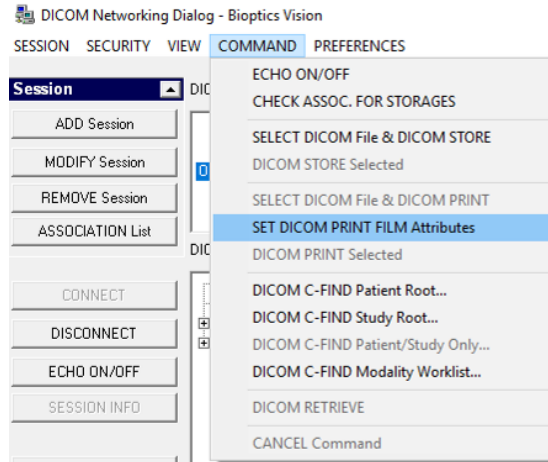 DICOM Networking Dialog - Bioptics Vision
SESSION SECURITY VIEW COMMAND PREFERENCES
Session
ADD Session
MODIFY Session
REMOVE Session
ASSOCIATION List
CONNECT
DISCONNECT
ECHO ON/OFF
SESSION INFO
ECHO ON/OFF
CHECK ASSOC. FOR STORAGES
SELECT DICOM File & DICOM STORE
DICOM STORE Selected
SELECT DICOM File & DICOM PRINT
SET DICOM PRINT FILM Attributes
DICOM PRINT Selected
DICOM C-FIND Patient Root...
DICOM C-FIND Study Root...
DICOM C-FIND Patient/Study Only...
DICOM C-FIND Modality Worklist...
DICOM RETRIEVE
CANCEL Command